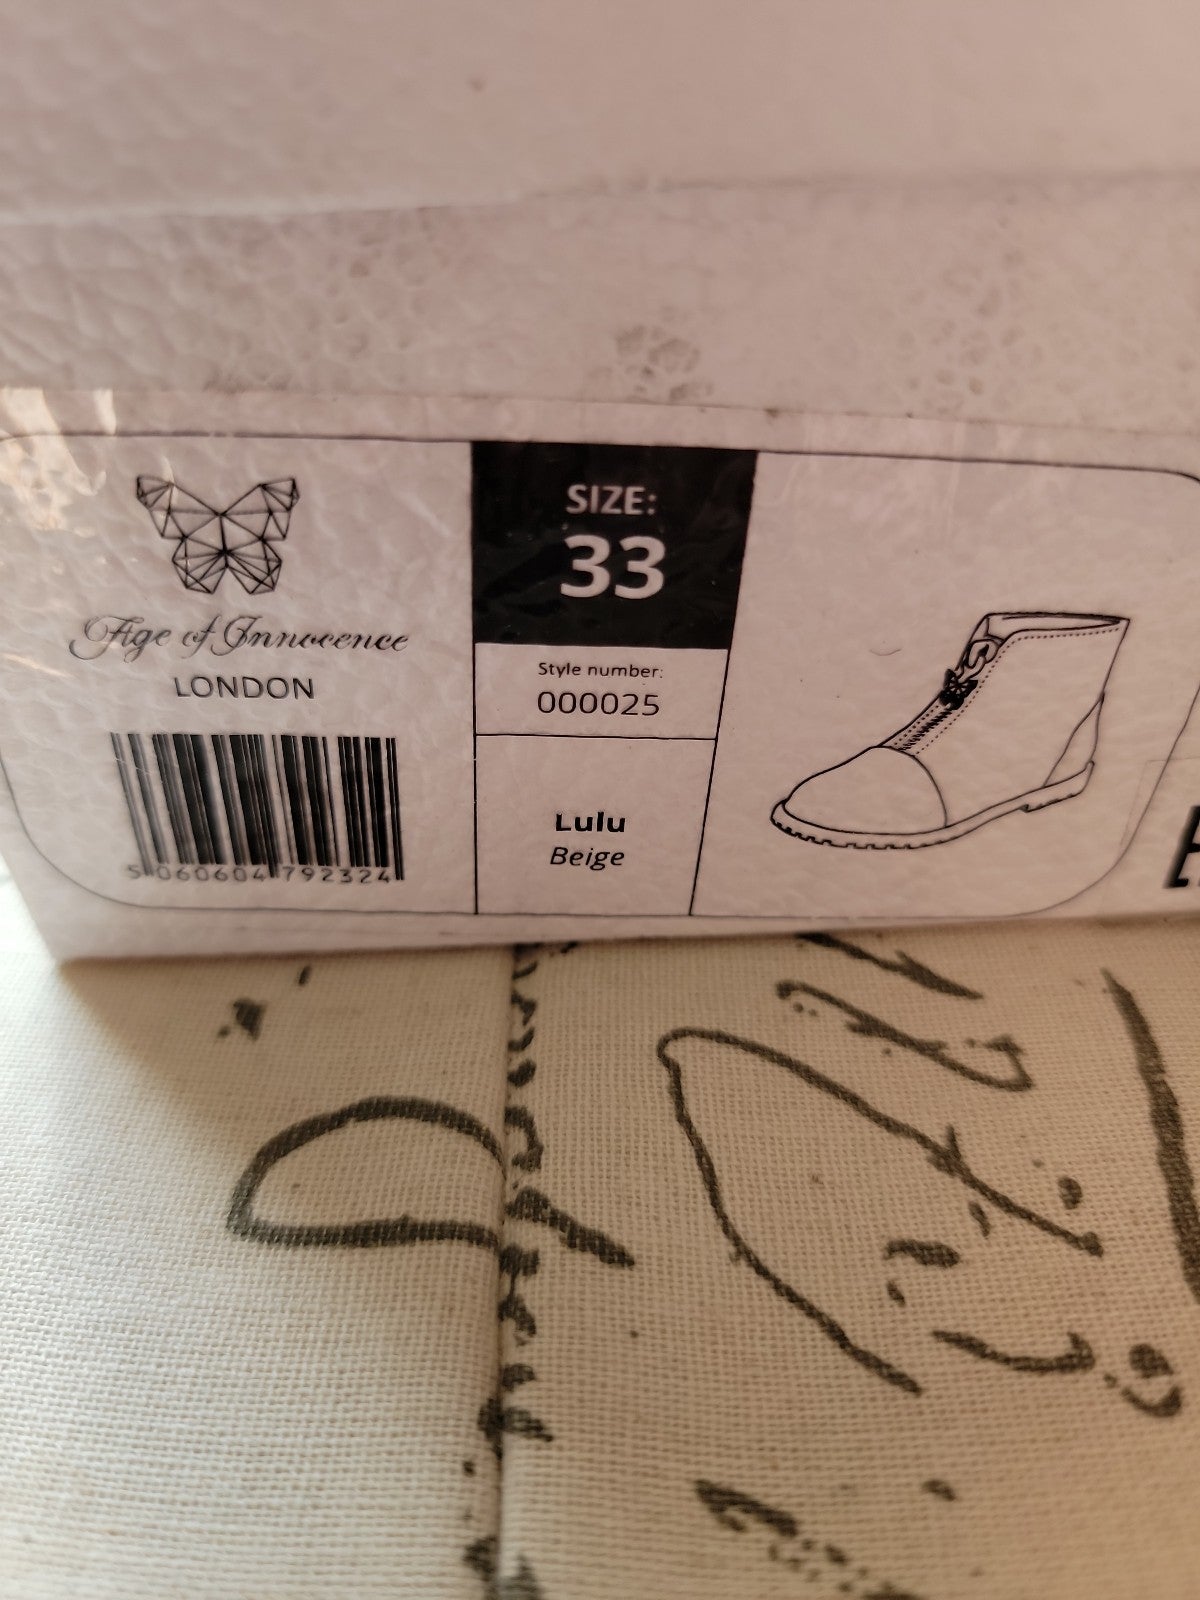 Age of Innocence
LONDON
5 060604 792324
SIZE:
33
Style number:
000025
Lulu
Beige